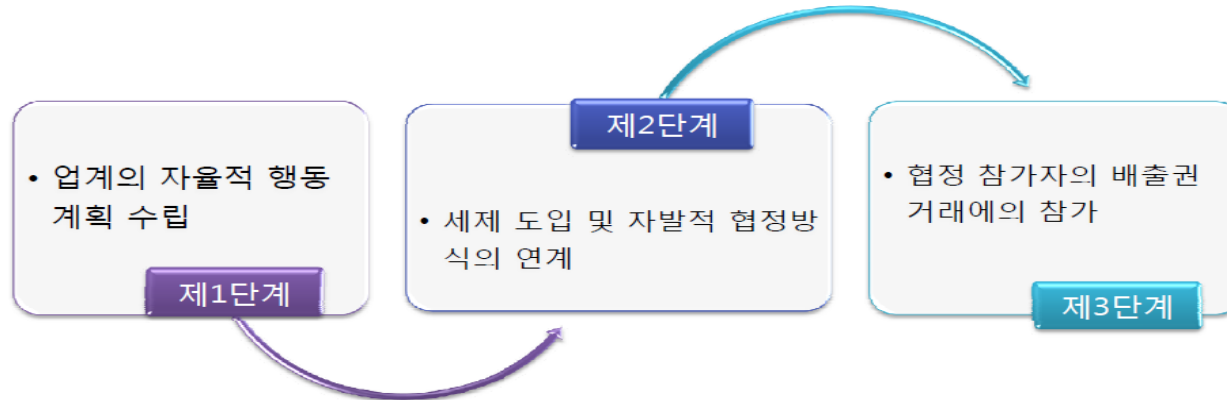 • 업계의 자율적 행동
계획 수립
제1단계
제2단계
• 세제 도입 및 자발적 협정방
식의 연계
• 협정 참가자의 배출권
거래에의 참가
제3단계